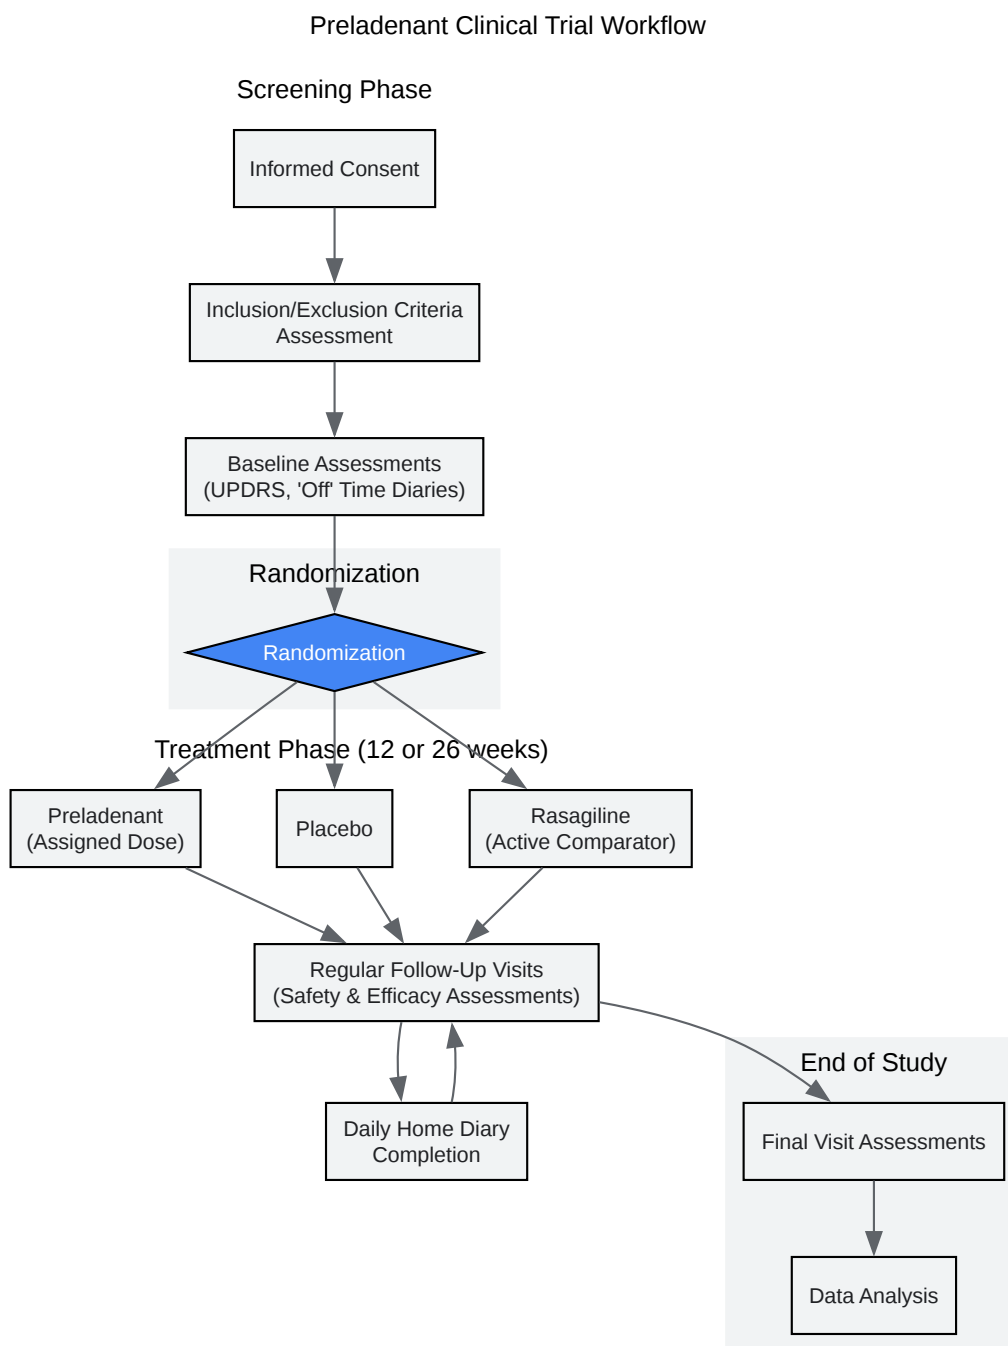 Preladenant Clinical Trial Workflow
Screening Phase
Informed Consent
Inclusion/Exclusion Criteria
Assessment
Baseline Assessments
(UPDRS, 'Off' Time Diaries)
Randomization
Randomization
Treatment Phase (12 or 26 weeks)
Preladenant
(Assigned Dose)
Placebo
Rasagiline
(Active Comparator)
Regular Follow-Up Visits
(Safety & Efficacy Assessments)
Daily Home Diary
Completion
End of Study
Final Visit Assessments
Data Analysis